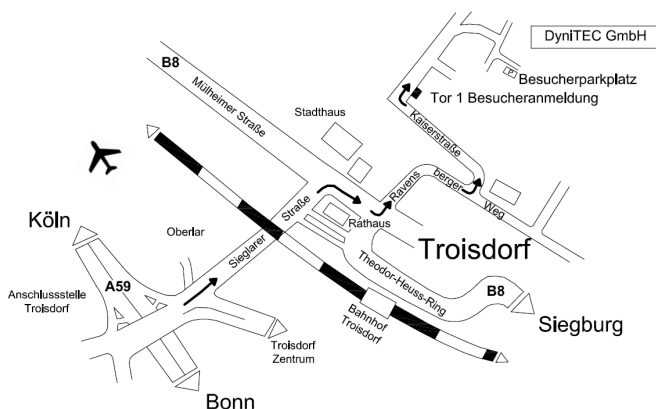 DyniTEC GmbH
B8
Besucherparkplatz
P
Mülheimer Straße
Tor 1 Besucheranmeldung
Stadthaus
Kaiserstraße
Ravens
berger
Weg
Straße
Rathaus
Köln
Oberlar
Sieglarer
Troisdorf
Theodor-Heuss-Ring
A59
B8
Anschlussstelle
Troisdorf
Siegburg
Bahnhof
Troisdorf
Troisdorf
Zentrum
Bonn